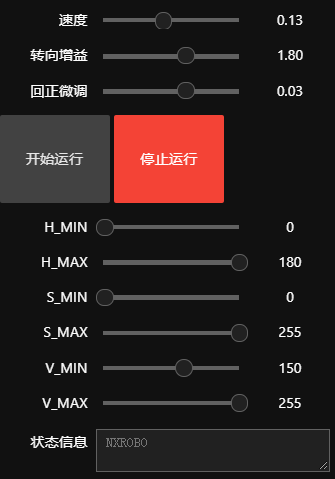 速度 0.13
转向增益 1.80
回正微调 0.03
开始运行 停止运行
H_MIN 0
H_MAX 180
S_MIN 0
S_MAX 255
V_MIN 150
V_MAX 255
状态信息 NXROBO